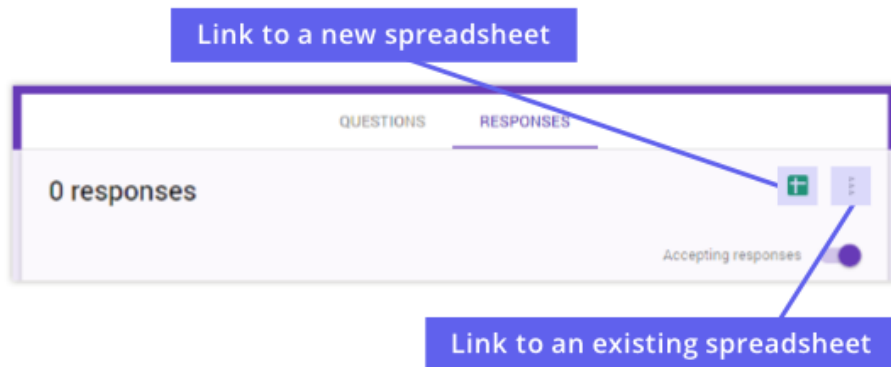 Link to a new spreadsheet
QUESTIONS RESPONSES
0 responses
Accepting responses
Link to an existing spreadsheet